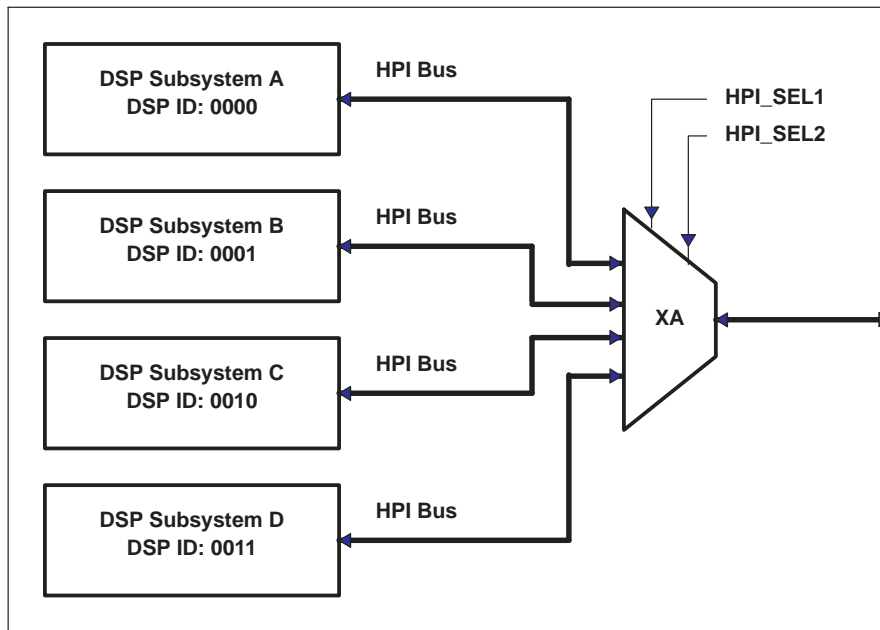 DSP Subsystem A
DSP ID: 0000
HPI Bus
HPI_SEL1
HPI_SEL2
DSP Subsystem B
DSP ID: 0001
HPI Bus
XA
DSP Subsystem C
DSP ID: 0010
HPI Bus
DSP Subsystem D
DSP ID: 0011
HPI Bus